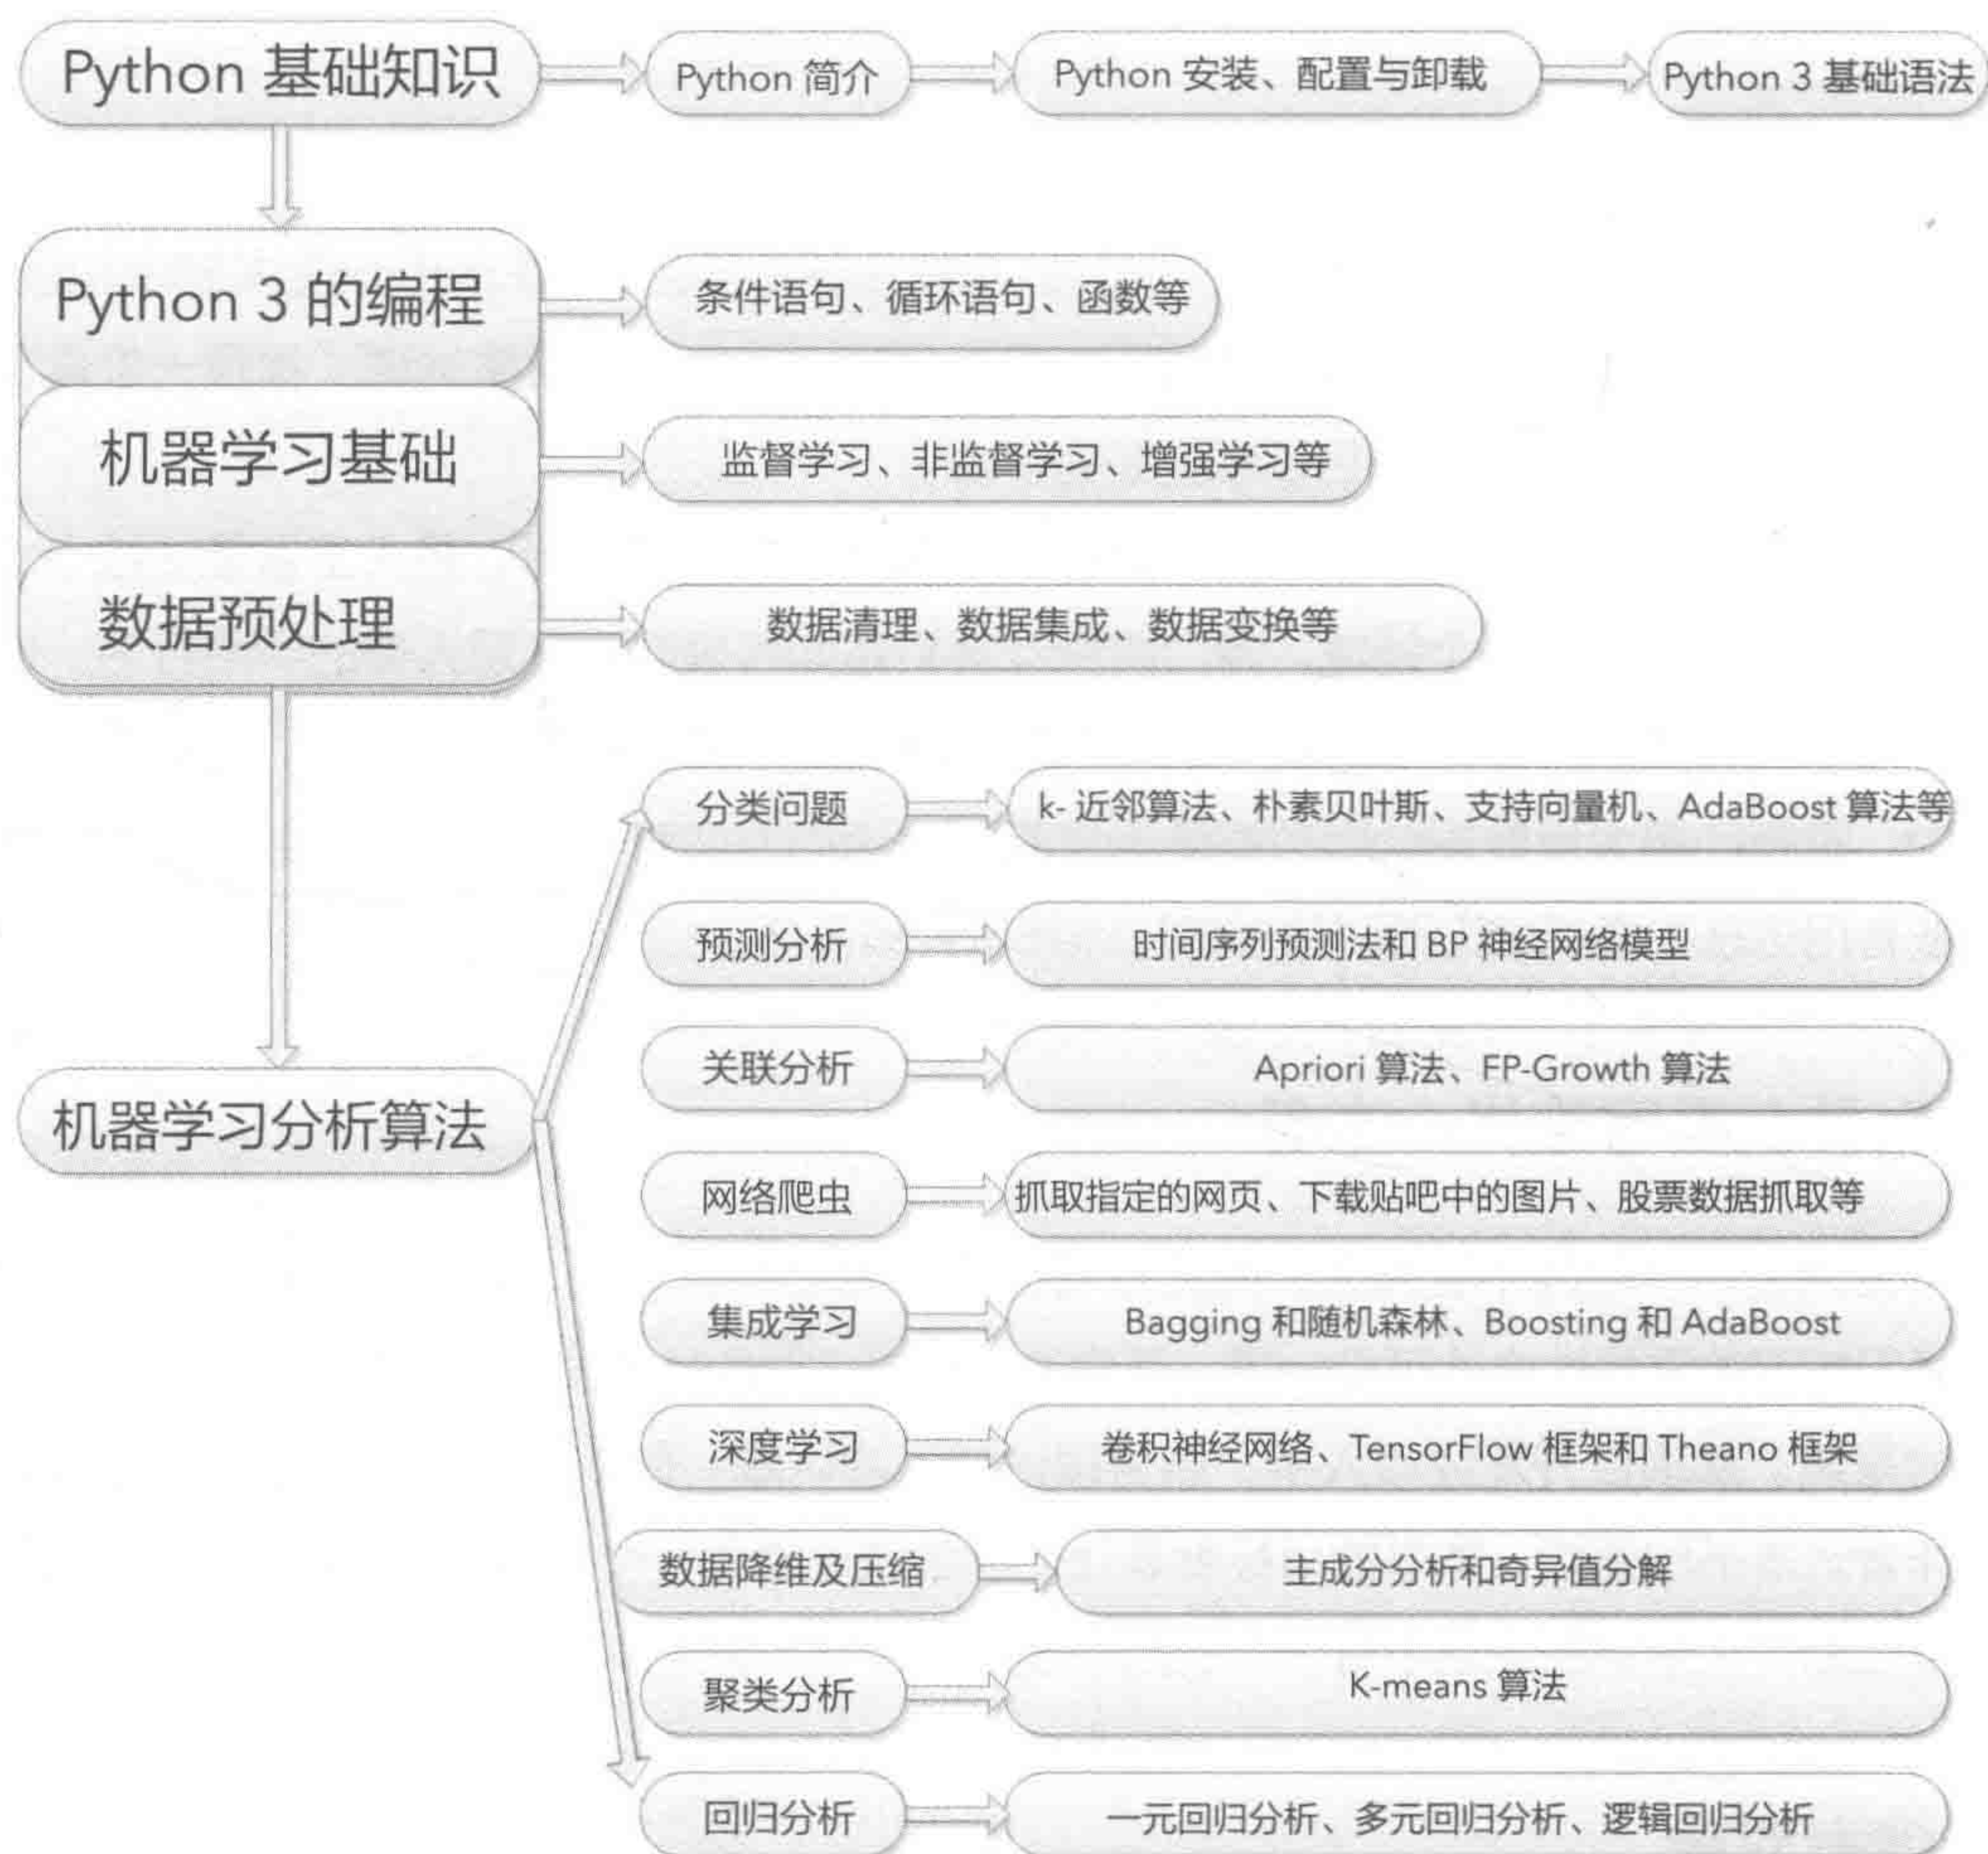 Python 基础知识
Python 简介
Python 安装、配置与卸载
Python 3 基础语法
Python 3 的编程
条件语句、循环语句、函数等
机器学习基础
监督学习、非监督学习、增强学习等
数据预处理
数据清理、数据集成、数据变换等
分类问题
k- 近邻算法、朴素贝叶斯、支持向量机、AdaBoost 算法等
预测分析
时间序列预测法和 BP 神经网络模型
关联分析
Apriori 算法、FP-Growth 算法
机器学习分析算法
网络爬虫
抓取指定的网页、下载贴吧中的图片、股票数据抓取等
集成学习
Bagging 和随机森林、Boosting 和 AdaBoost
深度学习
卷积神经网络、TensorFlow 框架和 Theano 框架
数据降维及压缩
主成分分析和奇异值分解
聚类分析
K-means 算法
回归分析
一元回归分析、多元回归分析、逻辑回归分析